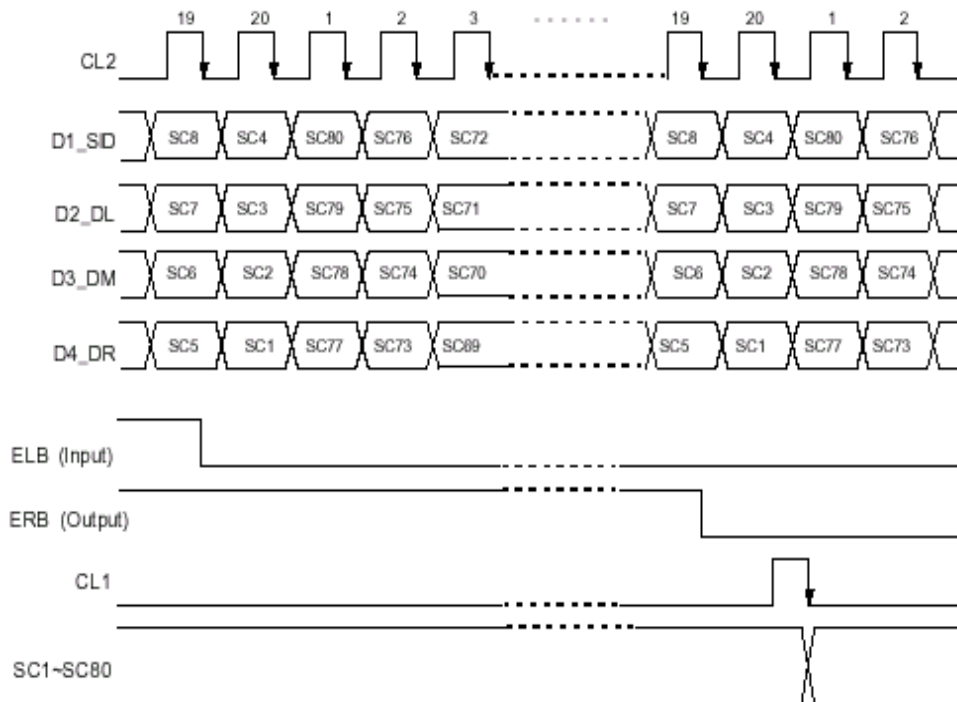 19 20 1 2 3 19 20 1 2
CL2
D1_SID SC8 SC4 SC80 SC76 SC72 SC8 SC4 SC80 SC76
D2_DL SC7 SC3 SC79 SC75 SC71 SC7 SC3 SC79 SC75
D3_DM SC6 SC2 SC78 SC74 SC70 SC6 SC2 SC78 SC74
D4_DR SC5 SC1 SC77 SC73 SC69 SC5 SC1 SC77 SC73
ELB (Input)
ERB (Output)
CL1
SC1~SC80